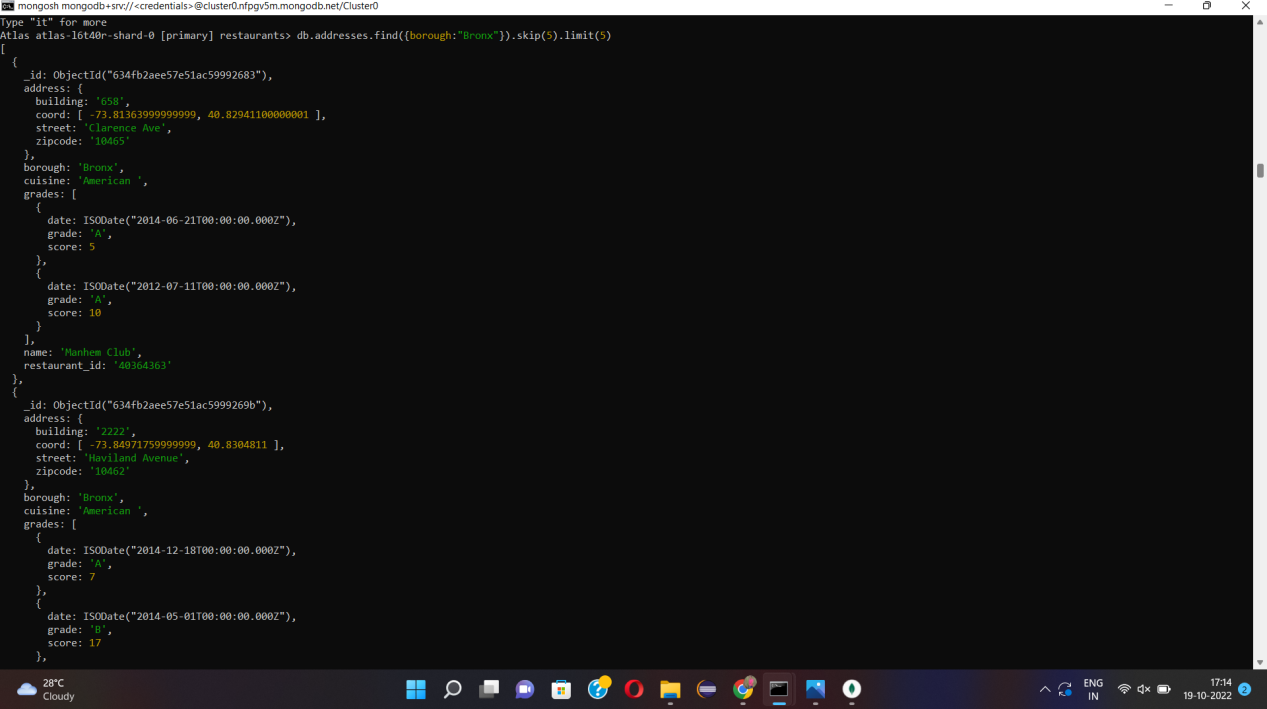 mongosh mongodb+srv://<credentials>@cluster0.nfpgv5m.mongodb.net/Cluster0
Type "it" for more
Atlas atlas-l6t40r-shard-0 [primary] restaurants> db.addresses.find({borough:"Bronx"}).skip(5).limit(5)
[
  {
    _id: ObjectId("634fb2aee57e51ac59992683"),
    address: {
      building: '658',
      coord: [ -73.81363999999999, 40.82941100000001 ],
      street: 'Clarence Ave',
      zipcode: '10465'
    },
    borough: 'Bronx',
    cuisine: 'American ',
    grades: [
      {
        date: ISODate("2014-06-21T00:00:00.000Z"),
        grade: 'A',
        score: 5
      },
      {
        date: ISODate("2012-07-11T00:00:00.000Z"),
        grade: 'A',
        score: 10
      }
    ],
    name: 'Manhem Club',
    restaurant_id: '40364363'
  },
  {
    _id: ObjectId("634fb2aee57e51ac5999269b"),
    address: {
      building: '2222',
      coord: [ -73.84971759999999, 40.8304811 ],
      street: 'Haviland Avenue',
      zipcode: '10462'
    },
    borough: 'Bronx',
    cuisine: 'American ',
    grades: [
      {
        date: ISODate("2014-12-18T00:00:00.000Z"),
        grade: 'A',
        score: 7
      },
      {
        date: ISODate("2014-05-01T00:00:00.000Z"),
        grade: 'B',
        score: 17
      },
28°C
Cloudy
ENG
IN
17:14
19-10-2022
2